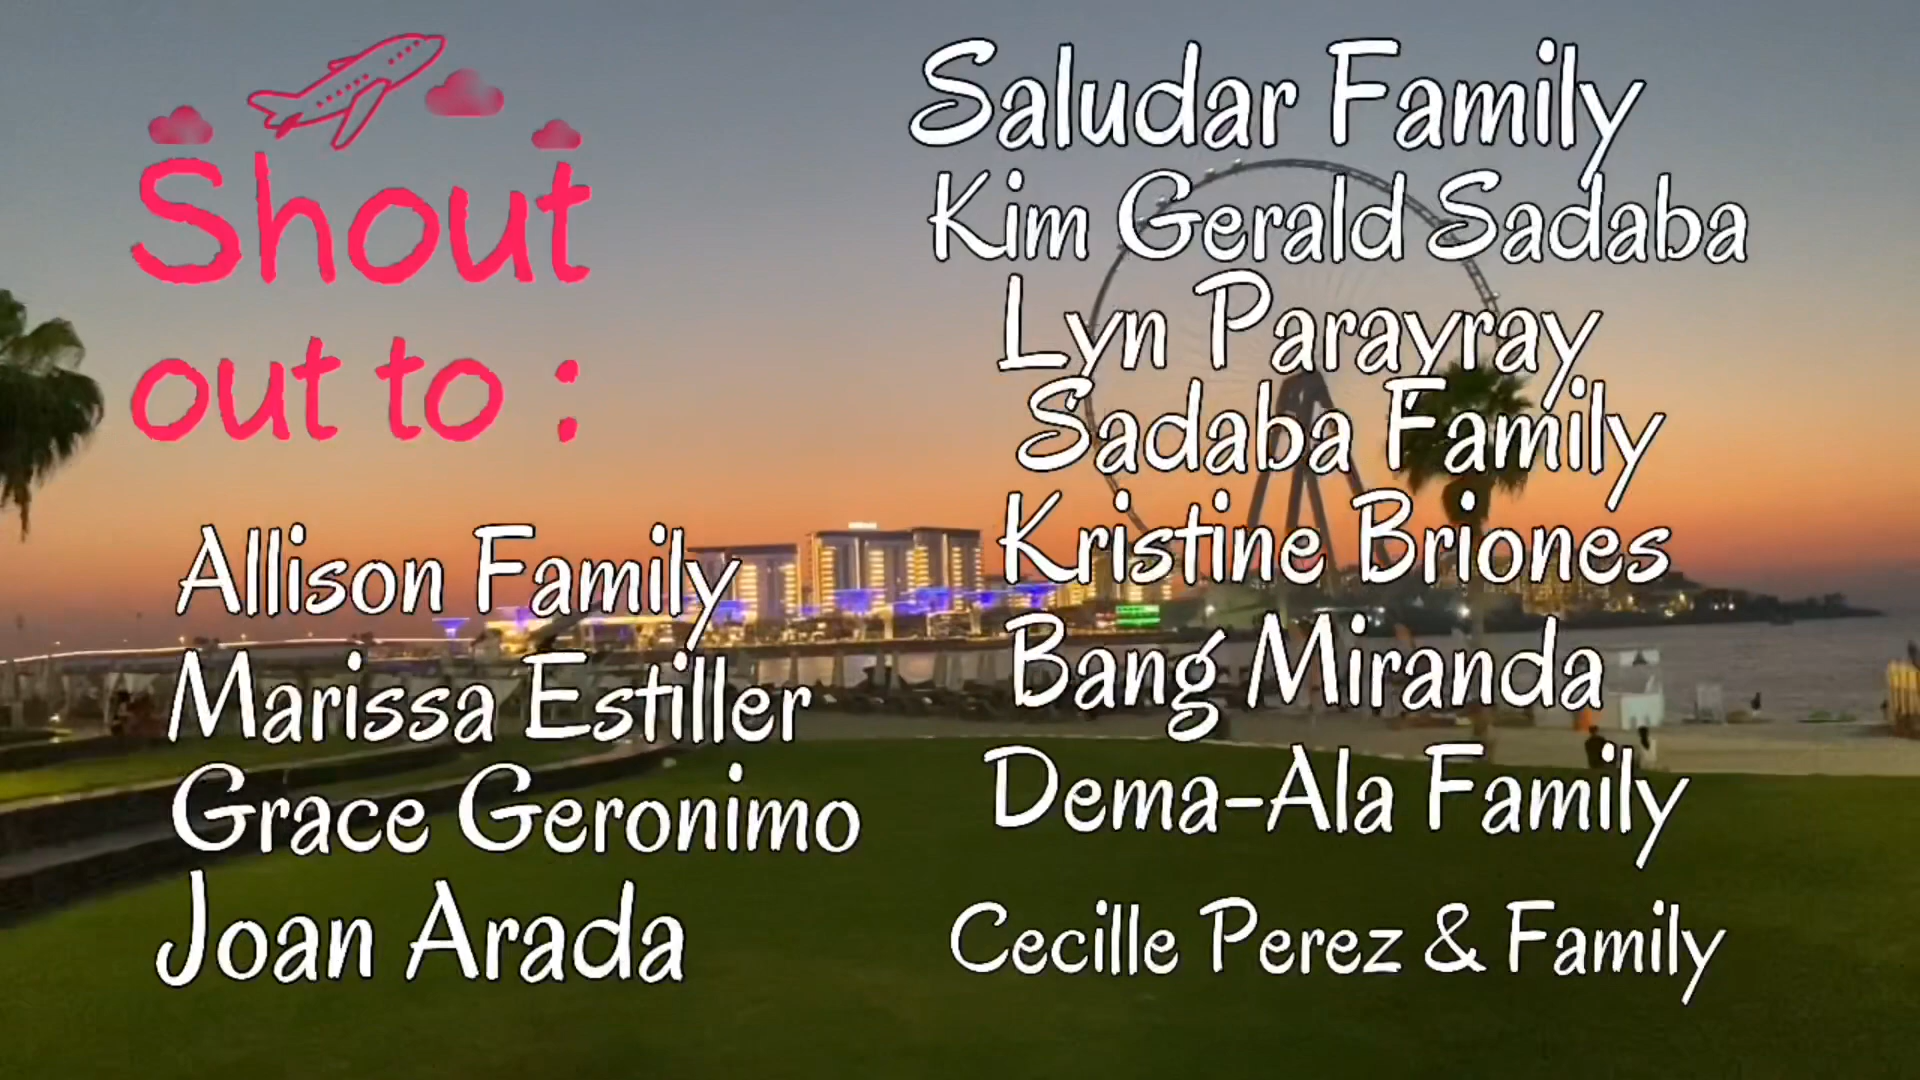 Shout
out to :
Allison Family
Marissa Estiller
Grace Geronimo
Joan Arada
Saludar Family
Kim Gerald Sadaba
Lyn Parayray
Sadaba Family
Kristine Briones
Bang Miranda
Dema-Ala Family
Cecille Perez & Family